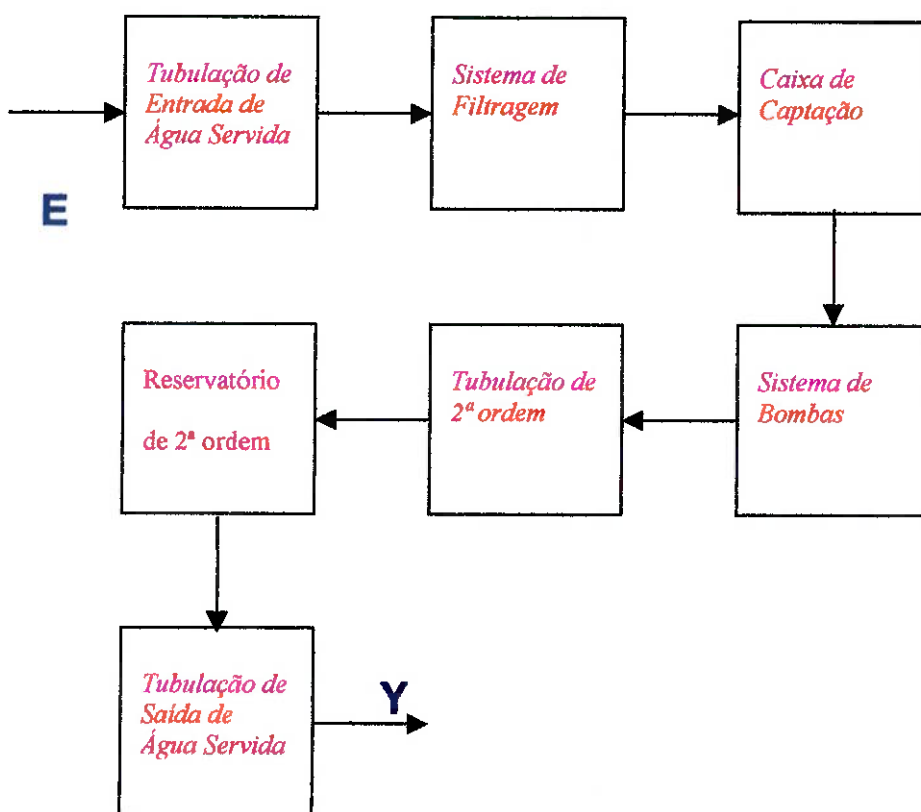 Tubulação de
Entrada de
Água Servida
Sistema de
Filtragem
Caixa de
Captação
E
Reservatório
de 2ª ordem
Tubulação de
2ª ordem
Sistema de
Bombas
Tubulação de
Saída de
Água Servida
Y